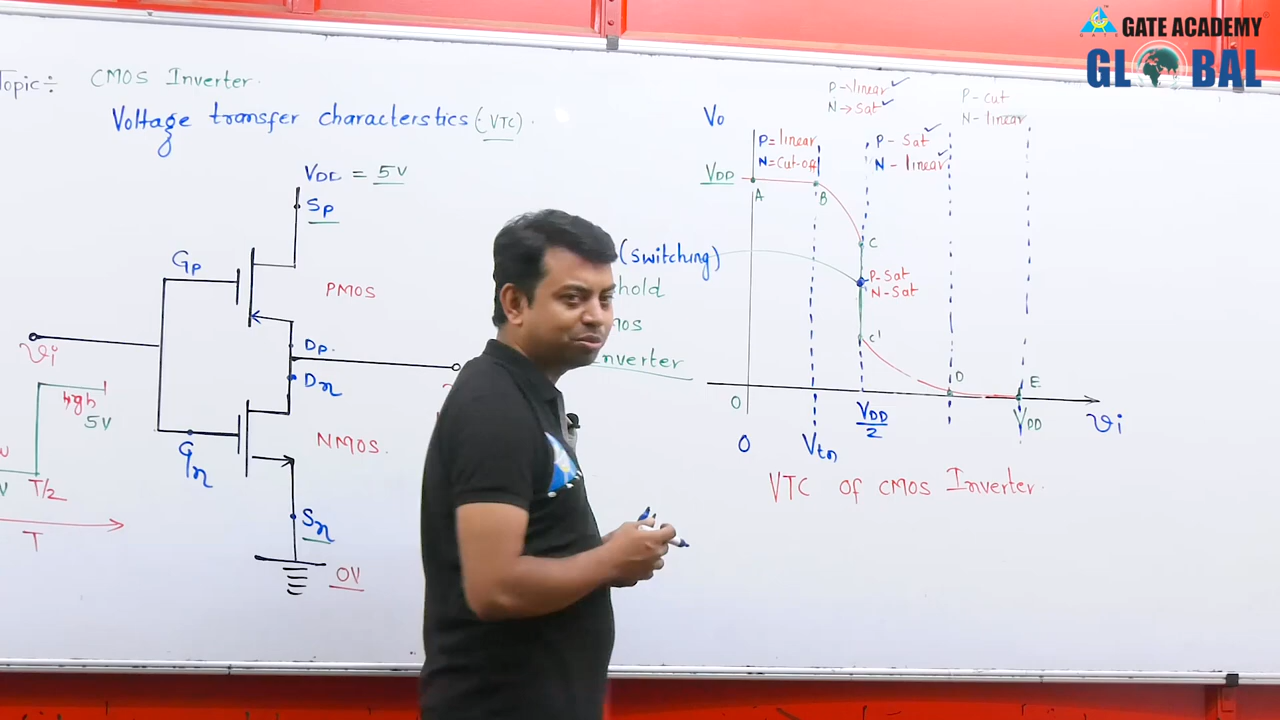 GATE ACADEMY
GLOBAL
Topic:- CMOS Inverter.
Voltage transfer characterstics (VTC).
VDD = 5V
Sp
Gp
PMOS
Vi
Dp.
Dn
high
5V
NMOS.
Gn
T/2
T
Sn
0V
(switching)
nverter
Vo
P→linear
N→Sat
P-cut
N-linear
P=linear
N=cut-off
P-Sat
N-linear
VDD
A
B
C
P-Sat
N-Sat
C'
D
E
0
0
Vtn
VDD/2
VDD
Vi
VTC of CMOS Inverter.